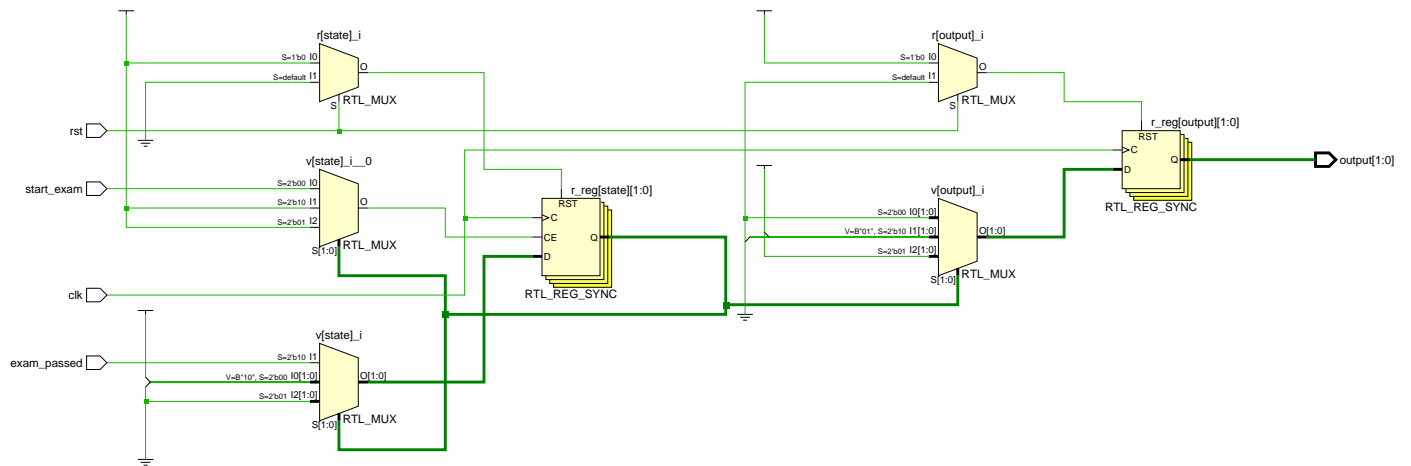 r[state]_i
S=1'b0 I0
S=default I1
O
S
RTL_MUX
r[output]_i
S=1'b0 I0
S=default I1
O
S
RTL_MUX
rst
r_reg[output][1:0]
RST
C
D
Q
RTL_REG_SYNC
output[1:0]
v[state]_i__0
start_exam
S=2'b00 I0
S=2'b10 I1
S=2'b01 I2
O
S[1:0]
RTL_MUX
r_reg[state][1:0]
RST
C
CE
D
Q
RTL_REG_SYNC
v[output]_i
S=2'b00 I0[1:0]
V=B"01", S=2'b10 I1[1:0]
S=2'b01 I2[1:0]
O[1:0]
S[1:0]
RTL_MUX
clk
v[state]_i
exam_passed
S=2'b10 I1
V=B"10", S=2'b00 I0[1:0]
S=2'b01 I2[1:0]
O[1:0]
S[1:0]
RTL_MUX